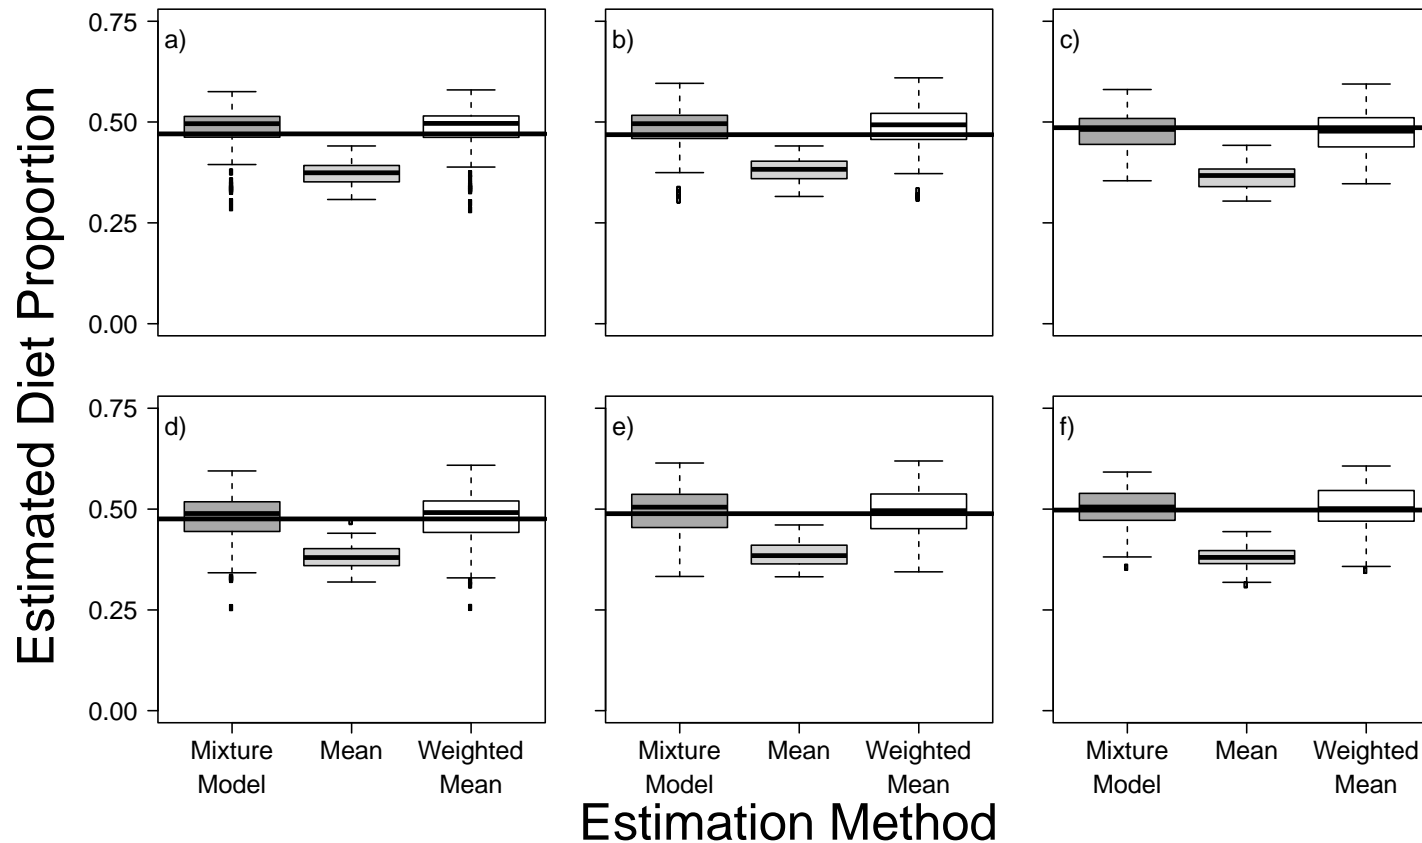 Estimated Diet Proportion
a)
b)
c)
0.75
0.50
0.25
0.00
d)
e)
f)
0.75
0.50
0.25
0.00
Mixture Model
Mean
Weighted Mean
Mixture Model
Mean
Weighted Mean
Mixture Model
Mean
Weighted Mean
Estimation Method